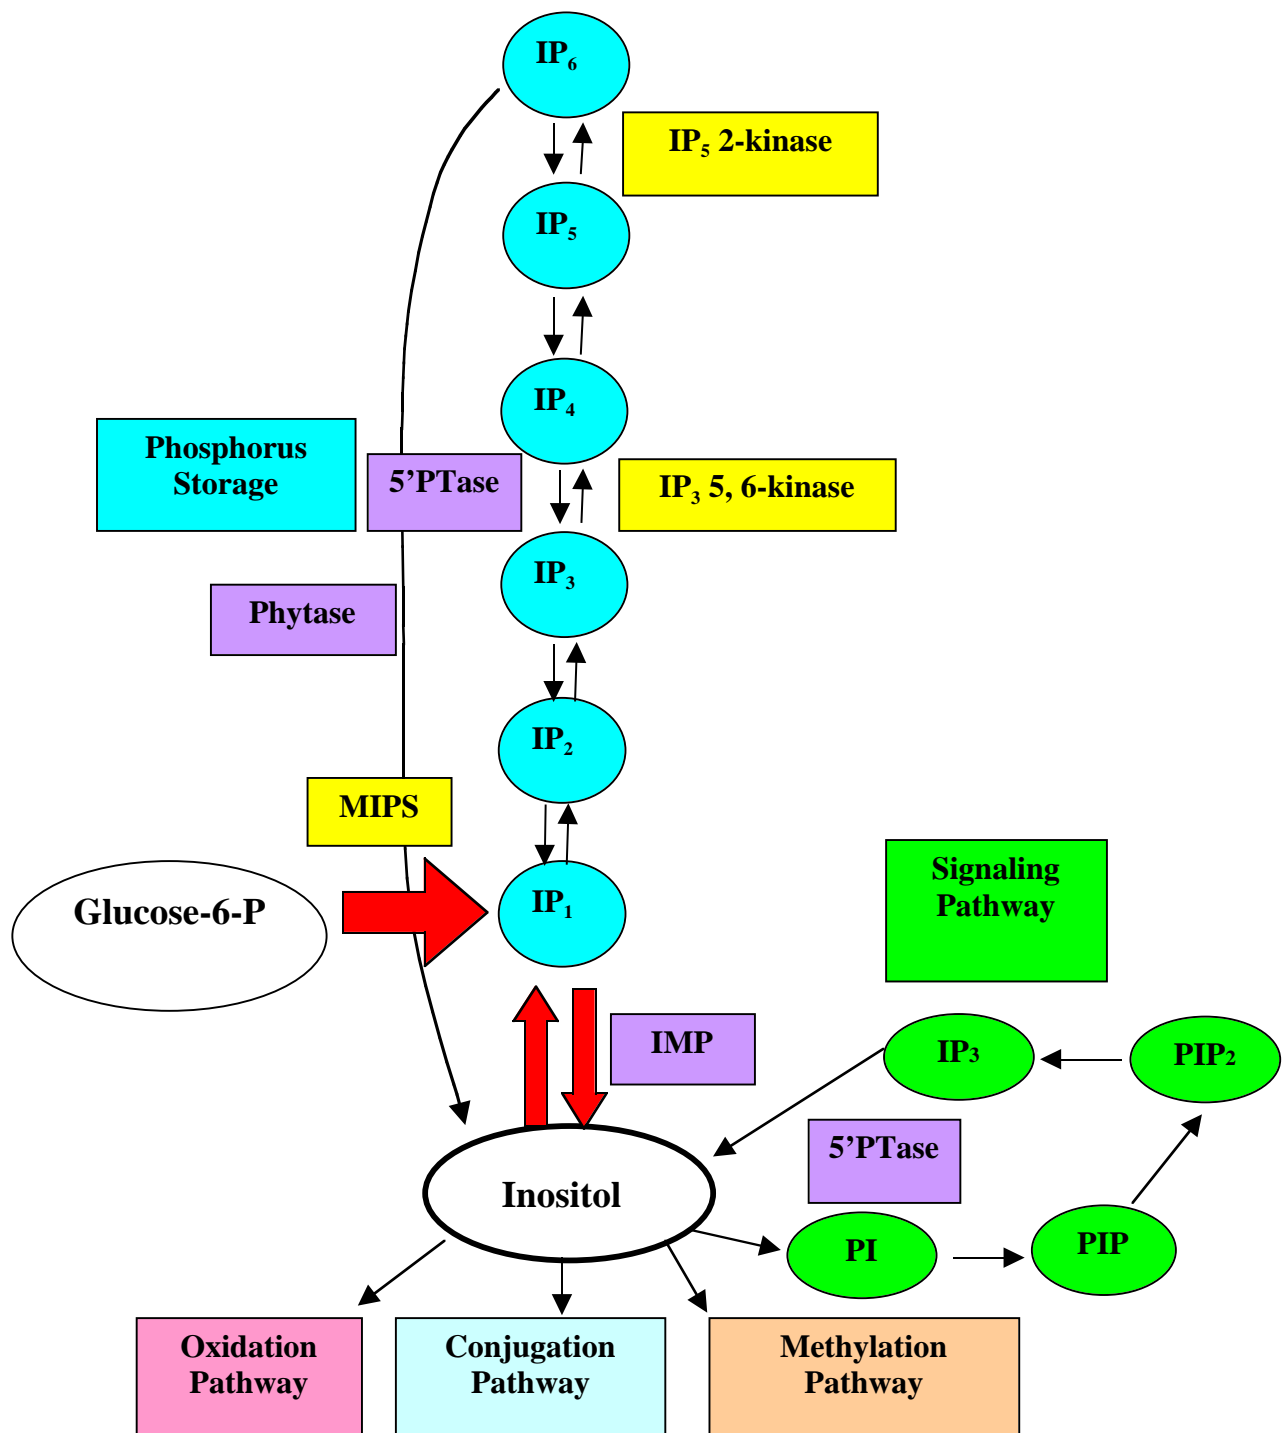 IP₆
IP₅ 2-kinase
IP₅
IP₄
Phosphorus
Storage
5’PTase
IP₃ 5, 6-kinase
IP₃
Phytase
IP₂
MIPS
Glucose-6-P
IP₁
Signaling
Pathway
IMP
IP₃
PIP₂
5’PTase
Inositol
PI
PIP
Oxidation
Pathway
Conjugation
Pathway
Methylation
Pathway